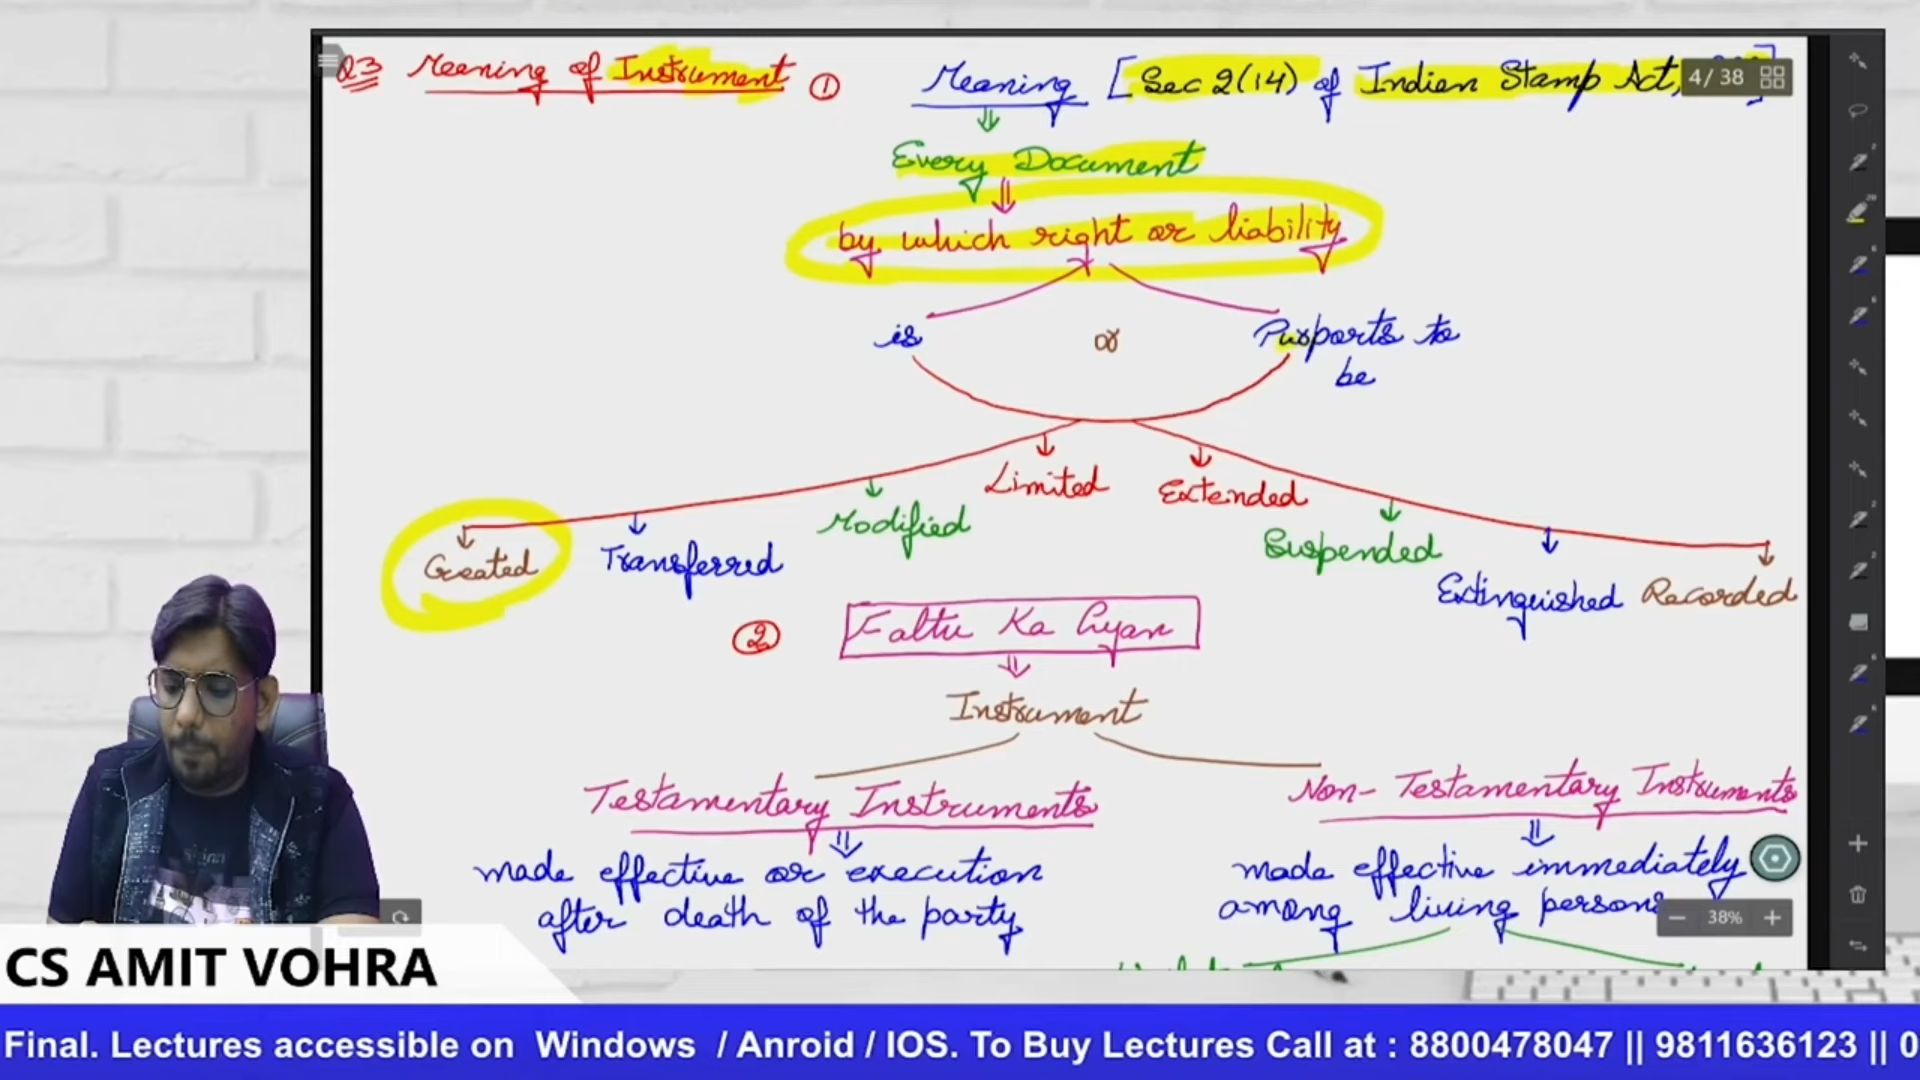 Q3 Meaning of Instrument ① Meaning [Sec 2(14) of Indian Stamp Act, ]
4/ 38
Every Document
by which right or liability
is or Purports to
be
Limited Extended
Modified Suspended
Created Transferred Extinguished Recorded
② Faltu Ka Gyan
Instrument
Testamentary Instruments Non-Testamentary Instruments
made effective or execution made effective immediately
after death of the party among living persons
38%
CS AMIT VOHRA
Final. Lectures accessible on Windows / Anroid / IOS. To Buy Lectures Call at : 8800478047 || 9811636123 || 0